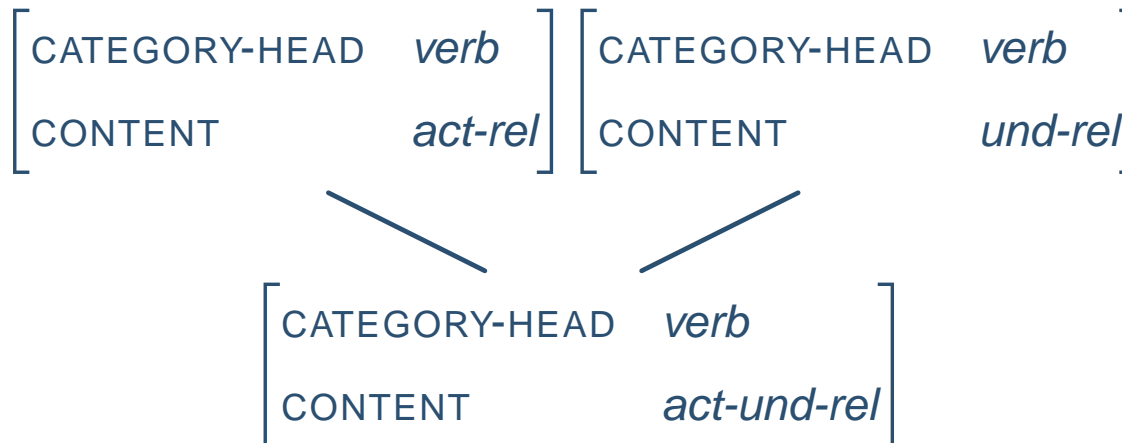 CATEGORY-HEAD verb CATEGORY-HEAD verb
CONTENT act-rel CONTENT und-rel
CATEGORY-HEAD verb
CONTENT act-und-rel